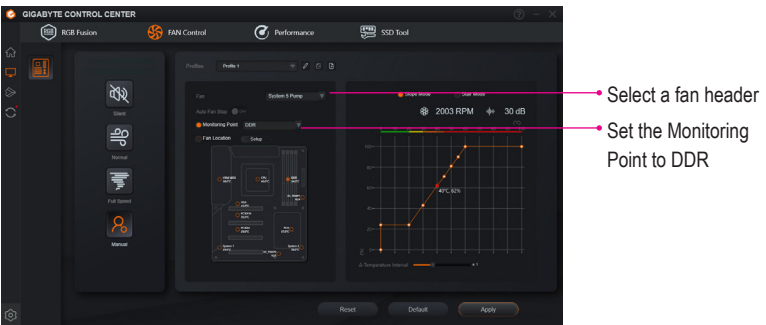 GIGABYTE CONTROL CENTER
RGB Fusion
FAN Control
Performance
SSD Tool
Profiles
Profile 1
Silent
Normal
Full Speed
Manual
Fan
System 5 Pump
Auto Fan Stop
Monitoring Point
DDR
Fan Location
Setup
Slope Mode
Stair Mode
2003 RPM
30 dB
40°C, 62%
Temperature Interval
Reset
Default
Apply
Select a fan header
Set the Monitoring
Point to DDR